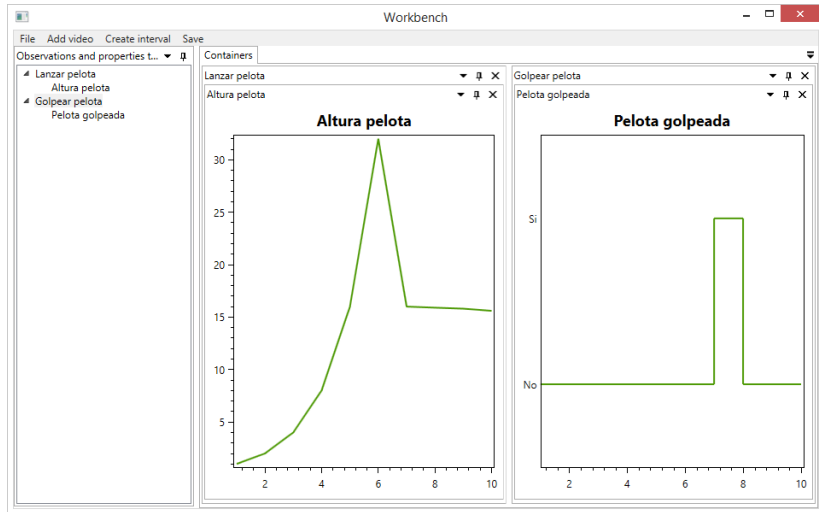 Workbench
File Add video Create interval Save
Observations and properties t...
Lanzar pelota
Altura pelota
Golpear pelota
Pelota golpeada
Containers
Lanzar pelota
Altura pelota
Altura pelota
30
25
20
15
10
5
2 4 6 8 10
Golpear pelota
Pelota golpeada
Pelota golpeada
Si
No
2 4 6 8 10